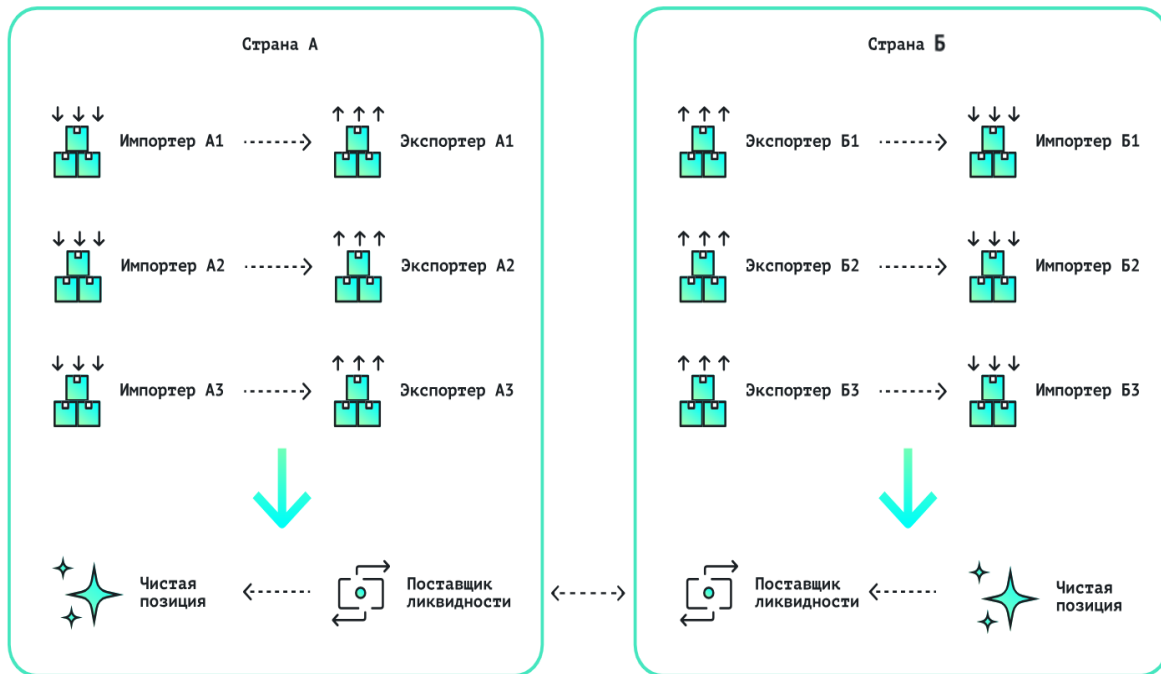 Страна А
Импортер А1
Экспортер А1
Импортер А2
Экспортер А2
Импортер А3
Экспортер А3
Чистая
позиция
Поставщик
ликвидности
Страна Б
Экспортер Б1
Импортер Б1
Экспортер Б2
Импортер Б2
Экспортер Б3
Импортер Б3
Поставщик
ликвидности
Чистая
позиция